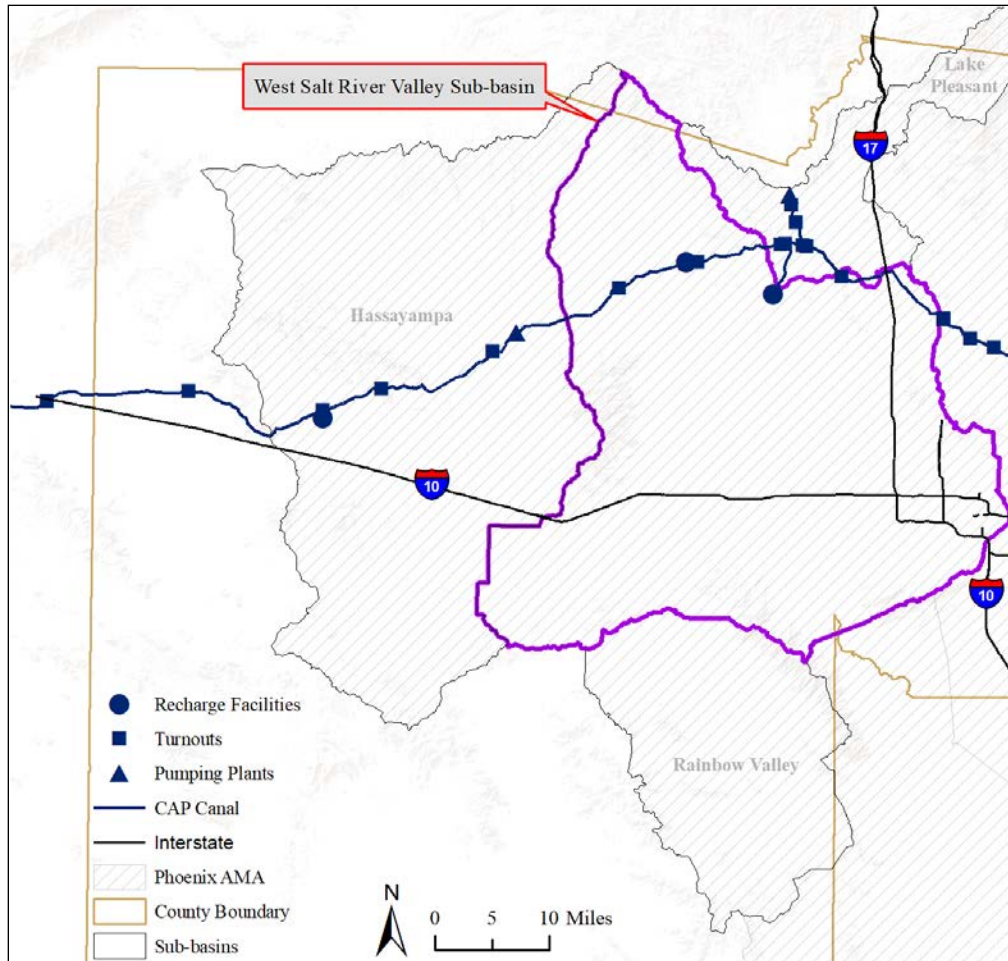 Lake
Pleasant
West Salt River Valley Sub-basin
17
Hassayampa
10
10
Rainbow Valley
Recharge Facilities
Turnouts
Pumping Plants
CAP Canal
Interstate
Phoenix AMA
County Boundary
Sub-basins
N
0 5 10 Miles